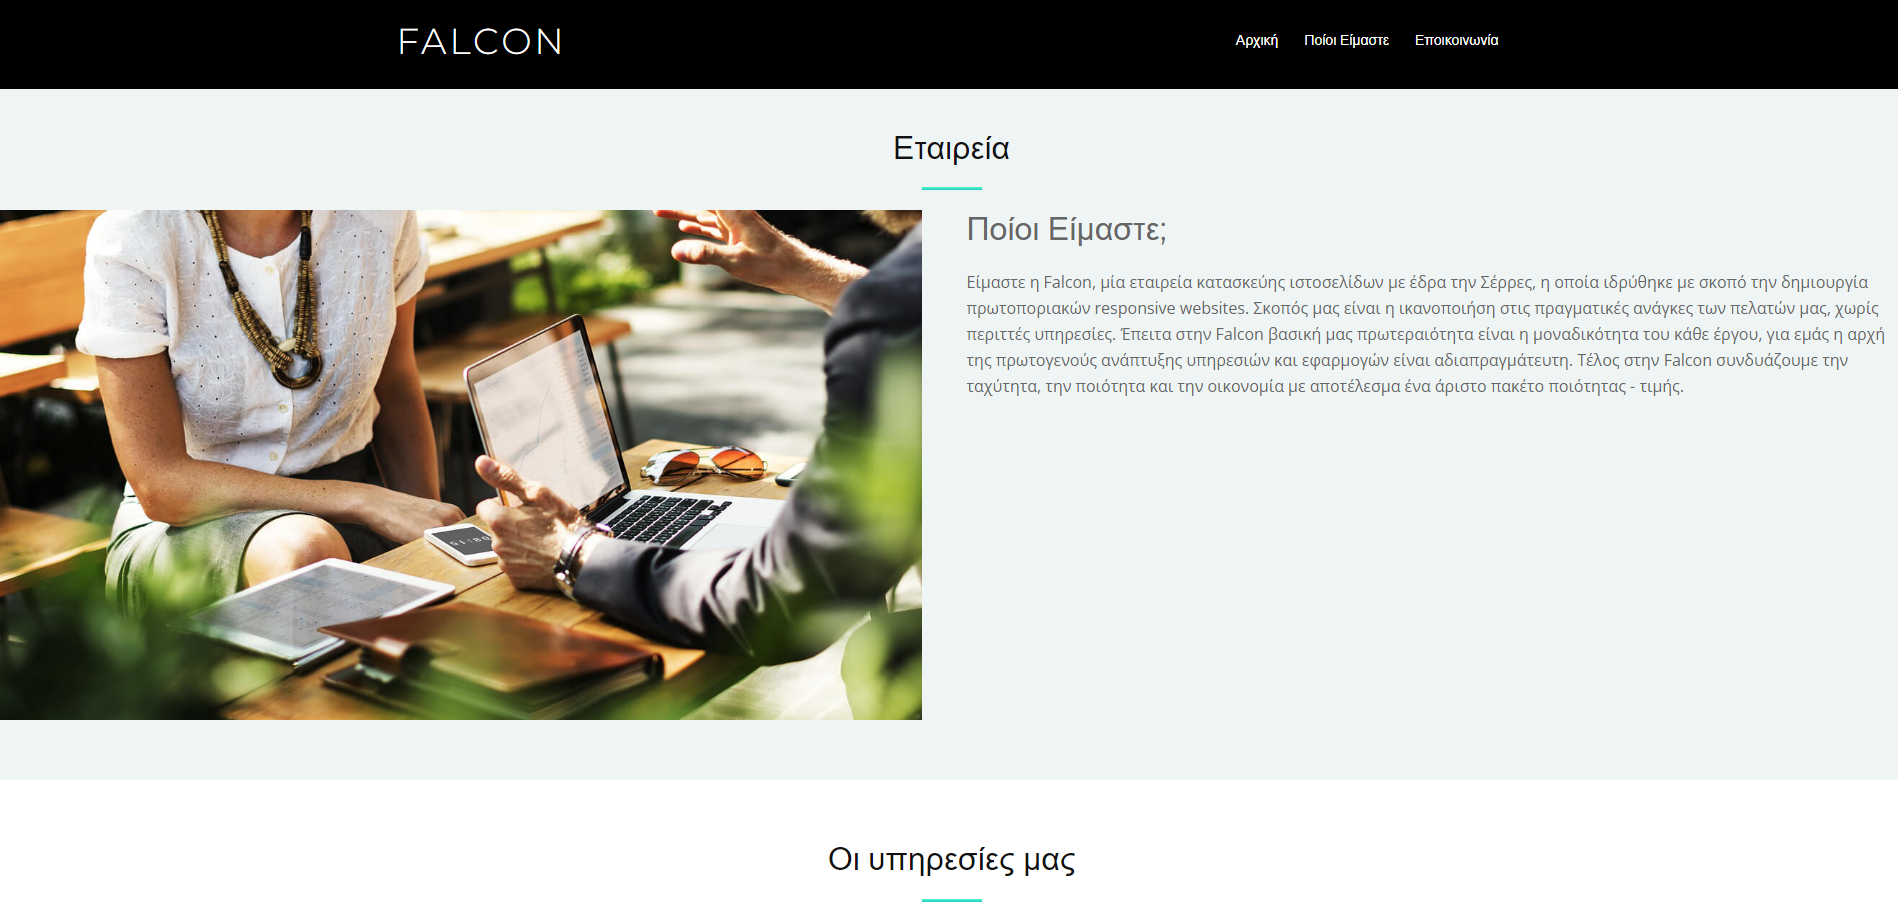 FALCON
Αρχική Ποίοι Είμαστε Εποικοινωνία
Εταιρεία
Ποίοι Είμαστε;
Είμαστε η Falcon, μία εταιρεία κατασκεύης ιστοσελίδων με έδρα την Σέρρες, η οποία ιδρύθηκε με σκοπό την δημιουργία
πρωτοποριακών responsive websites. Σκοπός μας είναι η ικανοποιήση στις πραγματικές ανάγκες των πελατών μας, χωρίς
περιττές υπηρεσίες. Έπειτα στην Falcon βασική μας πρωτεραιότητα είναι η μοναδικότητα του κάθε έργου, για εμάς η αρχή
της πρωτογενούς ανάπτυξης υπηρεσιών και εφαρμογών είναι αδιαπραγμάτευτη. Τέλος στην Falcon συνδυάζουμε την
ταχύτητα, την ποιότητα και την οικονομία με αποτέλεσμα ένα άριστο πακέτο ποιότητας - τιμής.
08:15
Οι υπηρεσίες μας